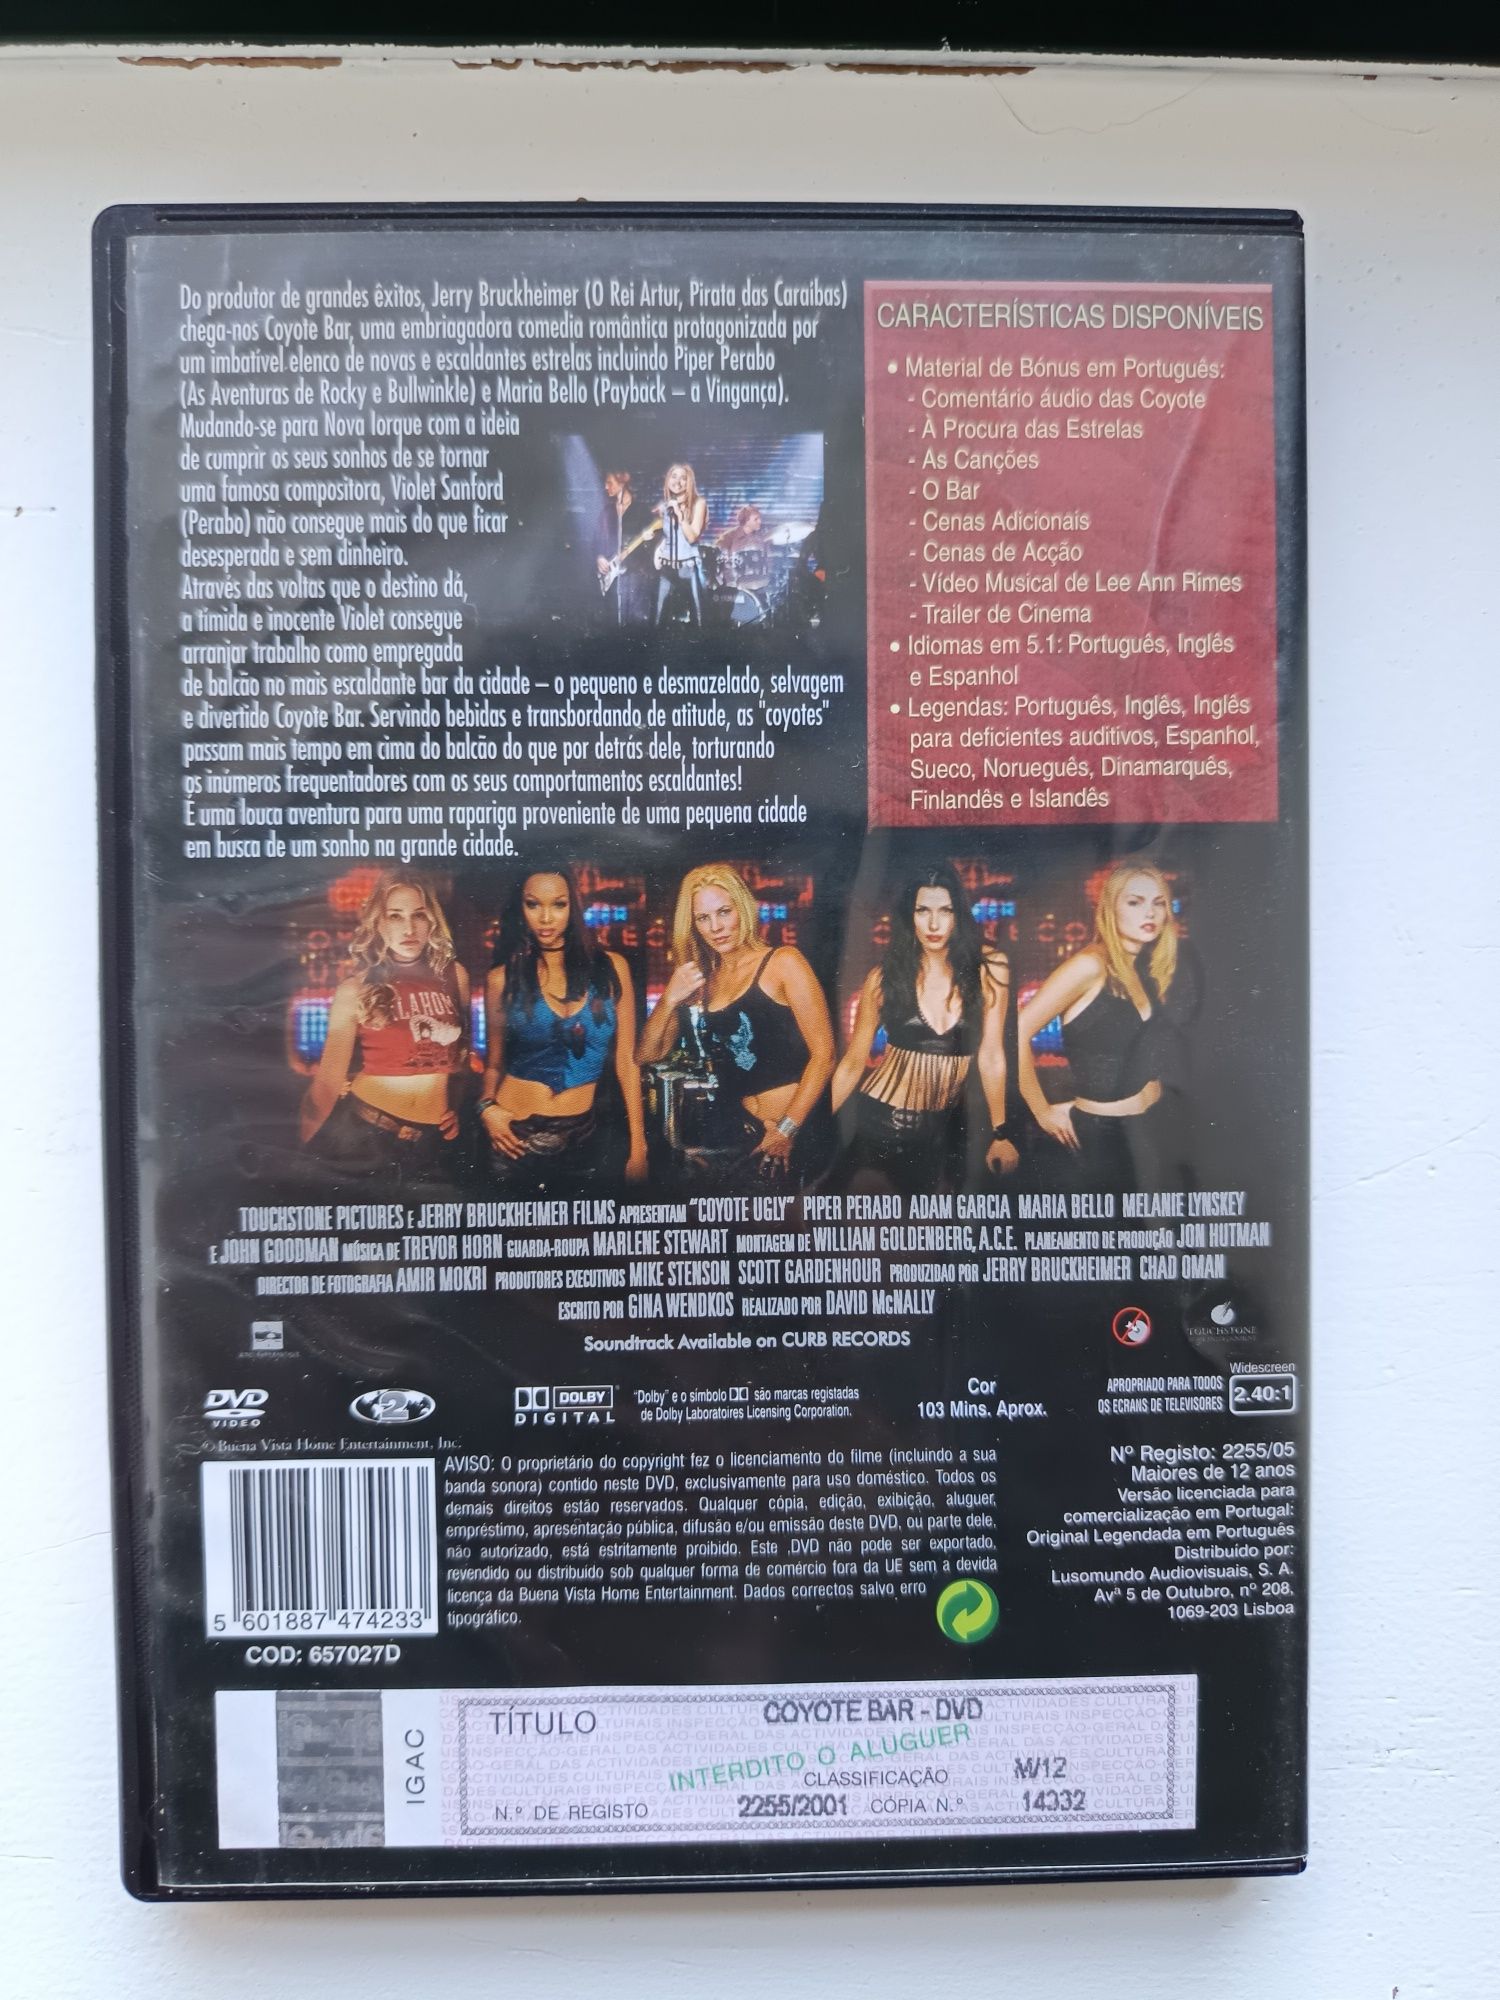 Do produtor de grandes êxitos, Jerry Bruckheimer (O Rei Artur, Pirata das Caraíbas)
chega-nos Coyote Bar, uma embriagadora comedia romântica protagonizada por
um imbatível elenco de novas e escaldantes estrelas incluindo Piper Perabo
(As Aventuras de Rocky e Bullwinkle) e Maria Bello (Payback – a Vingança).
Mudando-se para Nova Iorque com a ideia
de cumprir os seus sonhos de se tornar
uma famosa compositora, Violet Sanford
(Perabo) não consegue mais do que ficar
desesperada e sem dinheiro.
Através das voltas que o destino dá,
a tímida e inocente Violet consegue
arranjar trabalho como empregada
de balcão no mais escaldante bar da cidade – o pequeno e desmazelado, selvagem
e divertido Coyote Bar. Servindo bebidas e transbordando de atitude, as "coyotes"
passam mais tempo em cima do balcão do que por detrás dele, torturando
os inúmeros frequentadores com os seus comportamentos escaldantes!
É uma louca aventura para uma rapariga proveniente de uma pequena cidade
em busca de um sonho na grande cidade.
CARACTERÍSTICAS DISPONÍVEIS
• Material de Bónus em Português:
- Comentário áudio das Coyote
- À Procura das Estrelas
- As Canções
- O Bar
- Cenas Adicionais
- Cenas de Acção
- Vídeo Musical de Lee Ann Rimes
- Trailer de Cinema
• Idiomas em 5.1: Português, Inglês
e Espanhol
• Legendas: Português, Inglês, Inglês
para deficientes auditivos, Espanhol,
Sueco, Norueguês, Dinamarquês,
Finlandês e Islandês
TOUCHSTONE PICTURES E JERRY BRUCKHEIMER FILMS APRESENTAM "COYOTE UGLY" PIPER PERABO ADAM GARCIA MARIA BELLO MELANIE LYNSKEY
E JOHN GOODMAN MÚSICA DE TREVOR HORN GUARDA-ROUPA MARLENE STEWART MONTAGEM DE WILLIAM GOLDENBERG, A.C.E. PLANEAMENTO DE PRODUÇÃO JON HUTMAN
DIRECTOR DE FOTOGRAFIA AMIR MOKRI PRODUTORES EXECUTIVOS MIKE STENSON SCOTT GARDENHOUR PRODUZIDAO POR JERRY BRUCKHEIMER CHAD OMAN
ESCRITO POR GINA WENDKOS REALIZADO POR DAVID McNALLY
Soundtrack Available on CURB RECORDS
TOUCHSTONE
DVD
VIDEO
2
DOLBY
DIGITAL
"Dolby" e o símbolo são marcas registadas
de Dolby Laboratoires Licensing Corporation.
Cor
103 Mins. Aprox.
APROPRIADO PARA TODOS
OS ECRANS DE TELEVISORES
Widescreen
2.40:1
© Buena Vista Home Entertainment, Inc.
AVISO: O proprietário do copyright fez o licenciamento do filme (incluindo a sua
banda sonora) contido neste DVD, exclusivamente para uso doméstico. Todos os
demais direitos estão reservados. Qualquer cópia, edição, exibição, aluguer,
empréstimo, apresentação pública, difusão e/ou emissão deste DVD, ou parte dele,
não autorizado, está estritamente proibido. Este DVD não pode ser exportado,
revendido ou distribuído sob qualquer forma de comércio fora da UE sem a devida
licença da Buena Vista Home Entertainment. Dados correctos salvo erro
tipográfico.
Nº Registo: 2255/05
Maiores de 12 anos
Versão licenciada para
comercialização em Portugal:
Original Legendada em Português
Distribuído por:
Lusomundo Audiovisuais, S. A.
Avª 5 de Outubro, nº 208,
1069-203 Lisboa
5 601887 474233
COD: 657027D
IGAC
TÍTULO COYOTE BAR - DVD
INTERDITO O ALUGUER
CLASSIFICAÇÃO M/12
N.º DE REGISTO 2255/2001 CÓPIA N.º 14332